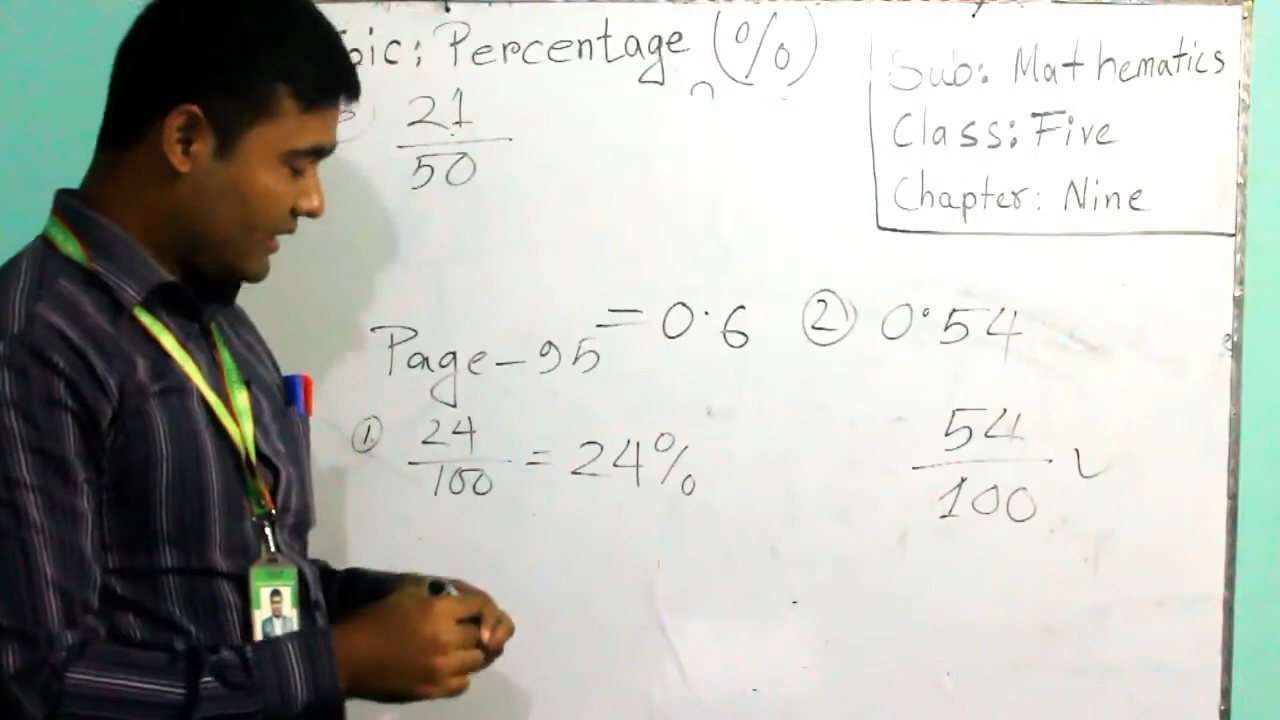 pic: Percentage (%)
21
50
Sub: Mathematics
Class: Five
Chapter: Nine
= 0.6
② 0.54
Page-95
① 24
100
= 24%
54
100